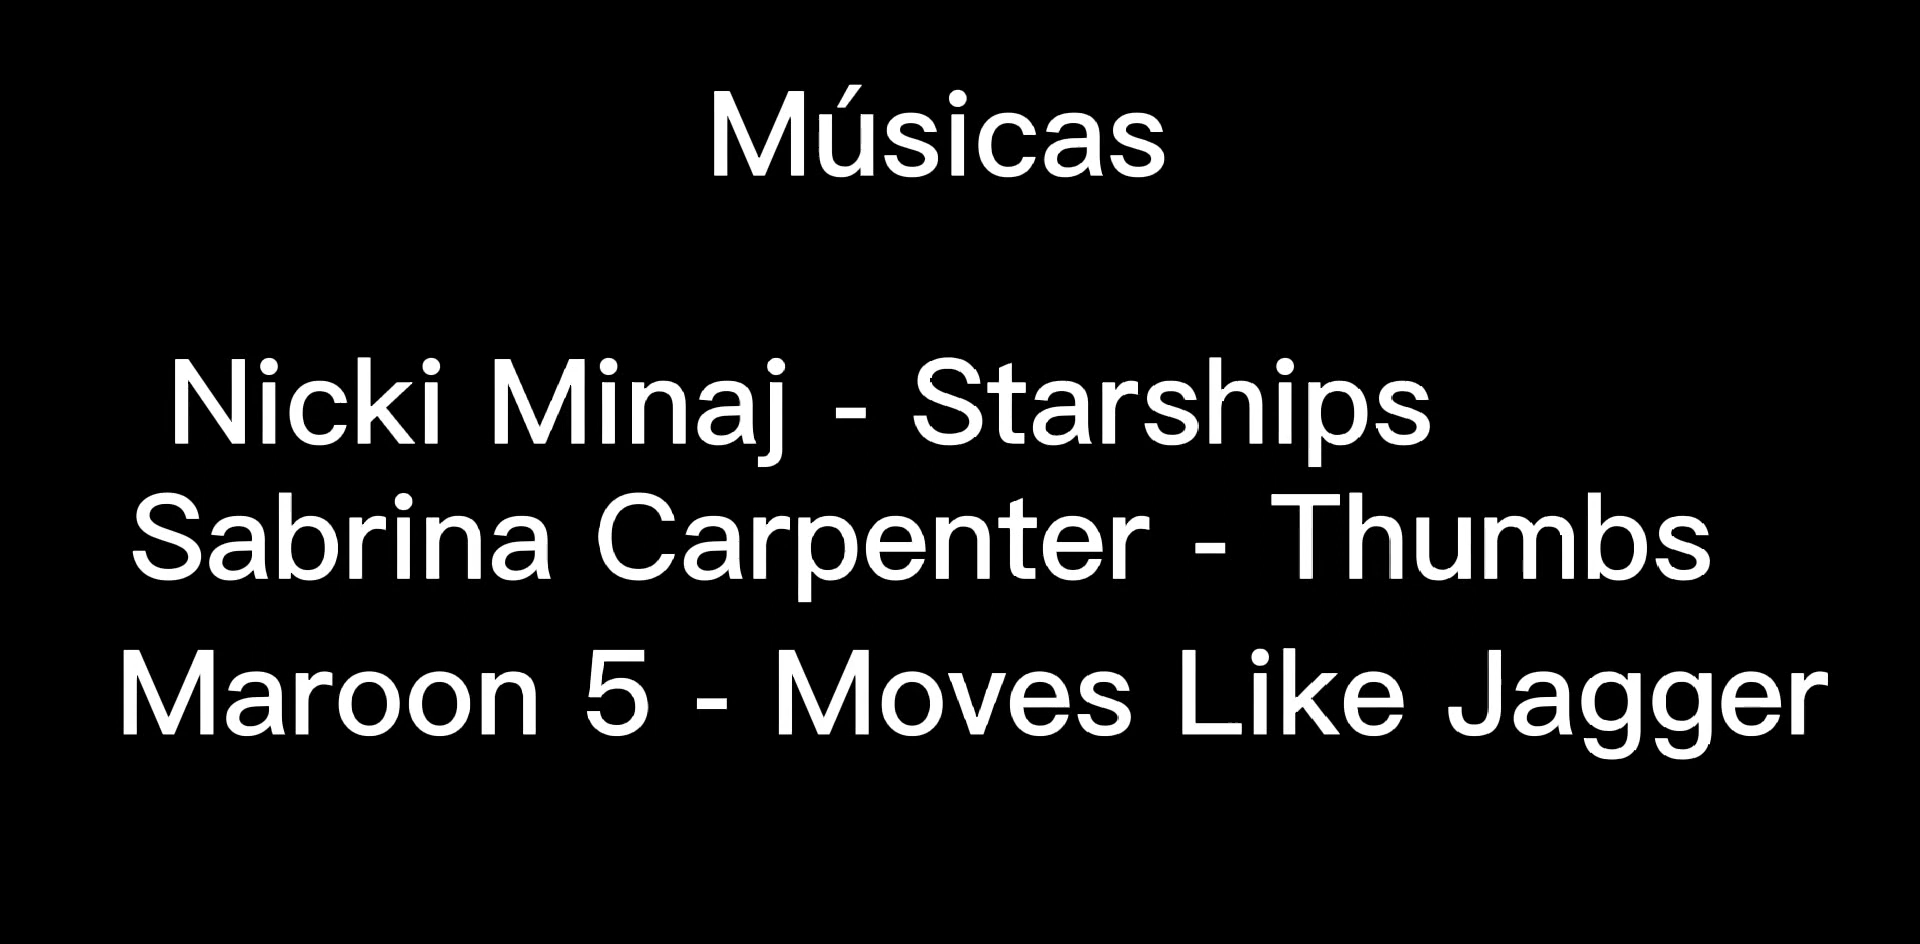 Músicas
Nicki Minaj - Starships
Sabrina Carpenter - Thumbs
Maroon 5 - Moves Like Jagger